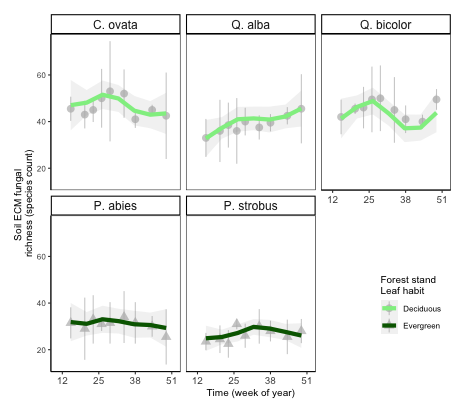 C. ovata
Q. alba
Q. bicolor
60
40
20
12
25
38
51
P. abies
P. strobus
60
40
20
12
25
38
51
12
25
38
51
Soil ECM fungal
richness (species count)
Time (week of year)
Forest stand
Leaf habit
Deciduous
Evergreen